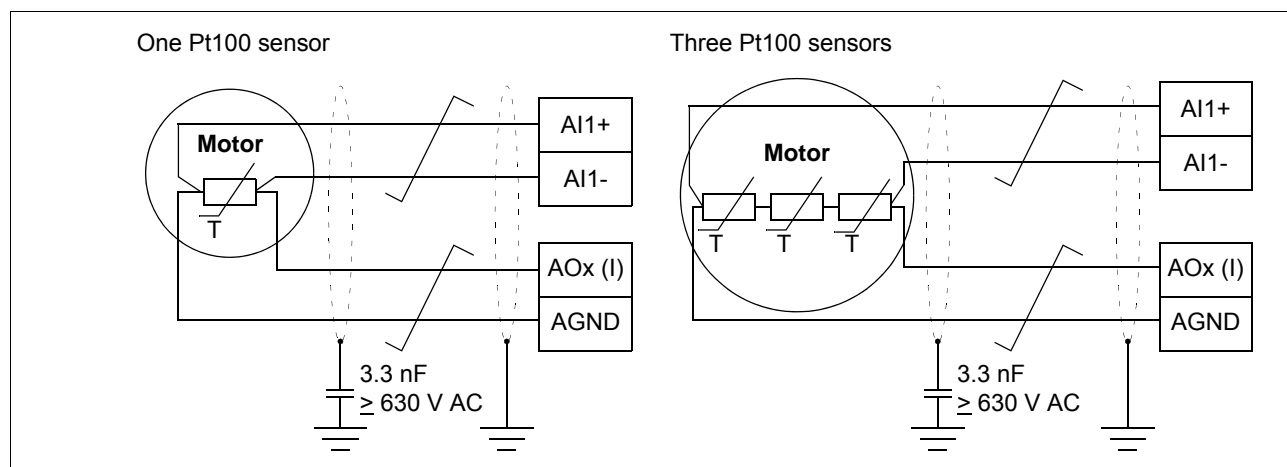 One Pt100 sensor
Three Pt100 sensors
AI1+
Motor
AI1-
T
AOx (I)
AGND
3.3 nF
≥ 630 V AC
AI1+
Motor
AI1-
T T T
AOx (I)
AGND
3.3 nF
≥ 630 V AC